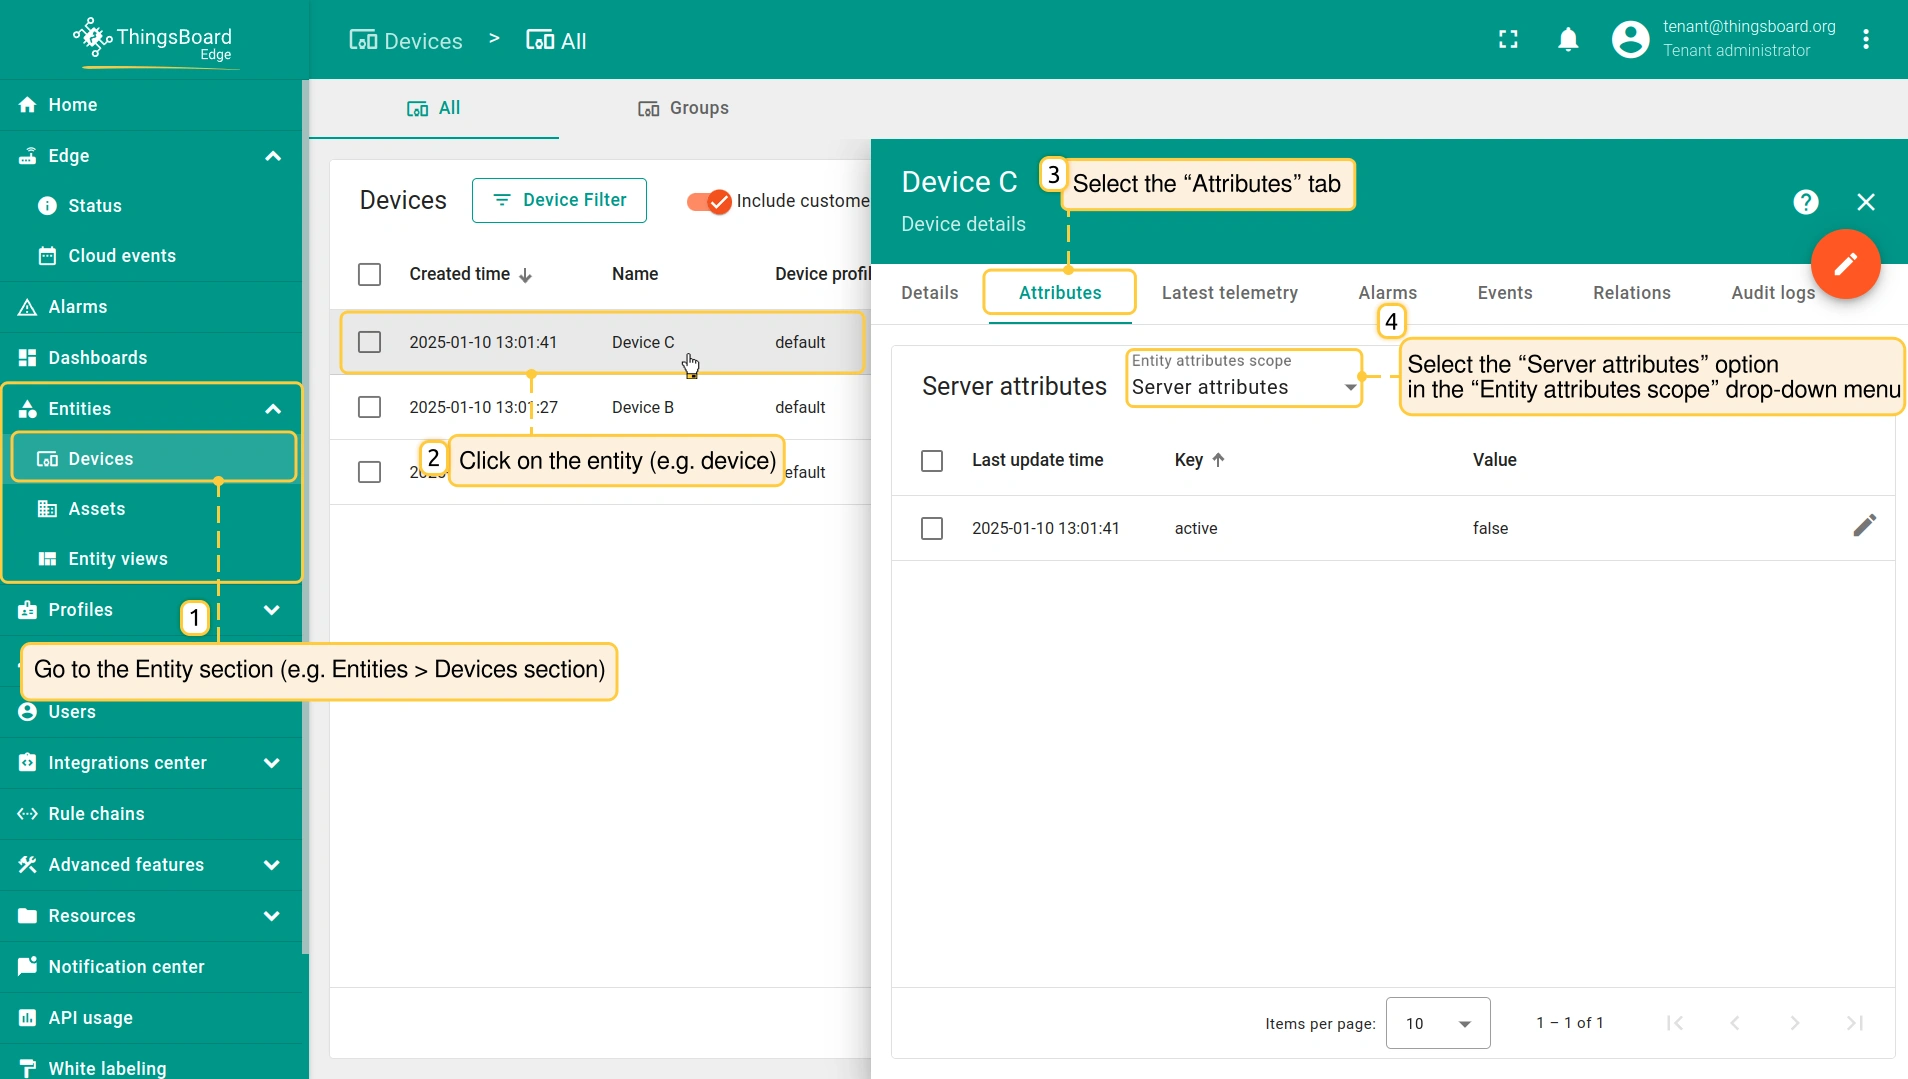 ThingsBoard
Edge
Devices > All
tenant@thingsboard.org
Tenant administrator
Home
Edge
Status
Cloud events
Alarms
Dashboards
Entities
Devices
Assets
Entity views
Profiles
1
Go to the Entity section (e.g. Entities > Devices section)
Users
Integrations center
Rule chains
Advanced features
Resources
Notification center
API usage
White labeling
All
Groups
Devices
Device Filter
Include custome
Created time
Name
Device profil
2025-01-10 13:01:41
Device C
default
2025-01-10 13:01:27
Device B
default
2
Click on the entity (e.g. device)
efault
Device C
Device details
3
Select the “Attributes” tab
Details
Attributes
Latest telemetry
Alarms
Events
Relations
Audit logs
4
Select the “Server attributes” option
in the “Entity attributes scope” drop-down menu
Server attributes
Entity attributes scope
Server attributes
Last update time
Key
Value
2025-01-10 13:01:41
active
false
Items per page:
10
1 – 1 of 1